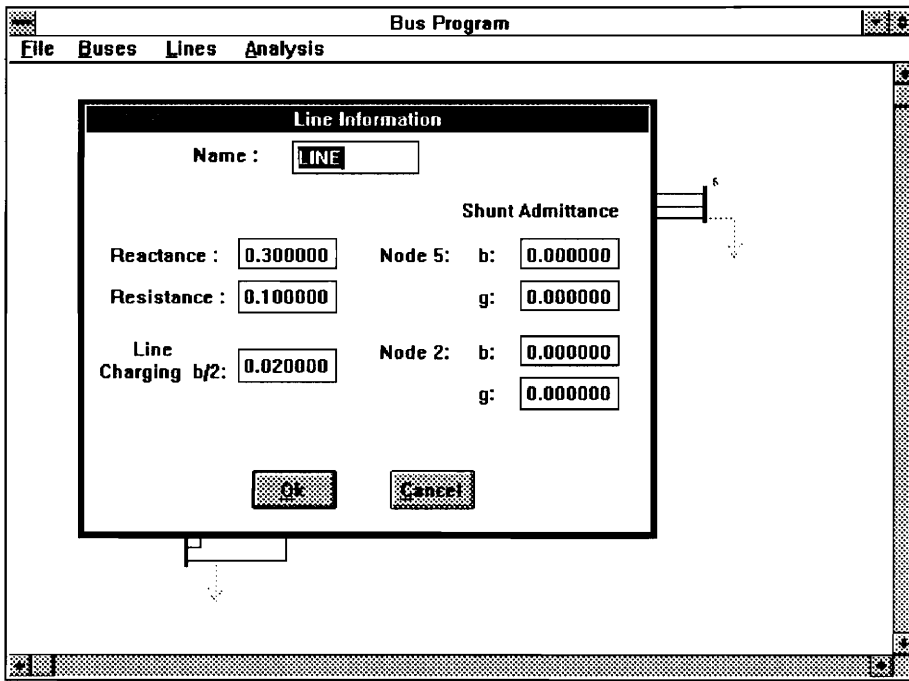 Bus Program
File Buses Lines Analysis
Line Information
Name : LINE
Shunt Admittance
Reactance : 0.300000 Node 5: b: 0.000000
Resistance : 0.100000 g: 0.000000
Line
Charging b/2: 0.020000 Node 2: b: 0.000000
g: 0.000000
Ok Cancel